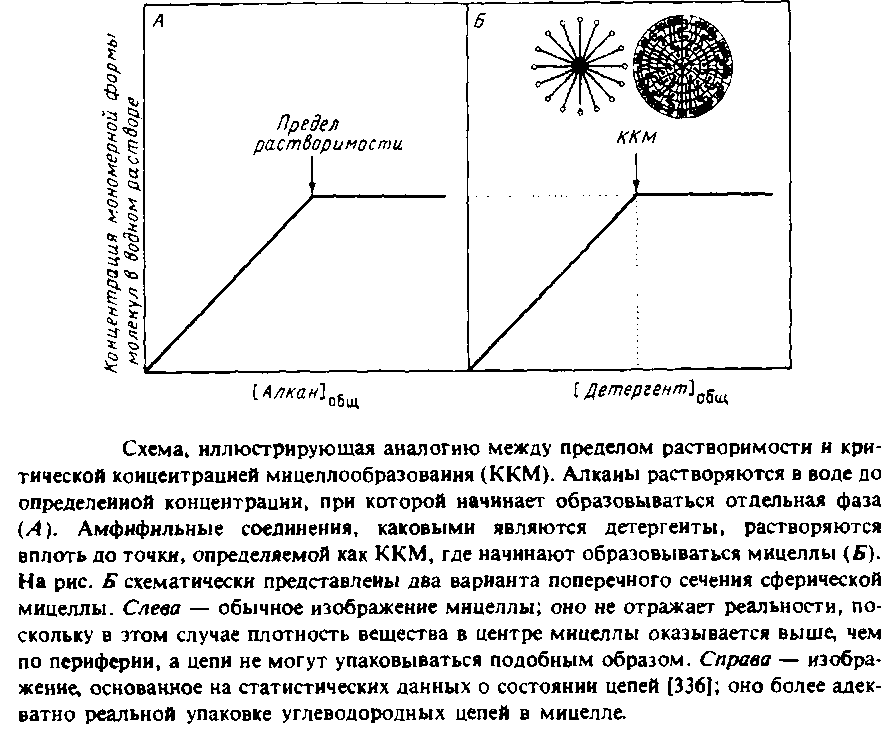 А
Б
Концентрация мономерной формы
молекул в водном растворе
Предел
растворимости
ККМ
[Алкан]общ
[Детергент]общ
Схема, иллюстрирующая аналогию между пределом растворимости и кри-
тической концентрацией мицеллообразования (ККМ). Алканы растворяются в воде до
определенной концентрации, при которой начинает образовываться отдельная фаза
(А). Амфифильные соединения, каковыми являются детергенты, растворяются
вплоть до точки, определяемой как ККМ, где начинают образовываться мицеллы (Б).
На рис. Б схематически представлены два варианта поперечного сечения сферической
мицеллы. Слева — обычное изображение мицеллы; оно не отражает реальности, по-
скольку в этом случае плотность вещества в центре мицеллы оказывается выше, чем
по периферии, а цепи не могут упаковываться подобным образом. Справа — изобра-
жение, основанное на статистических данных о состоянии цепей [336]; оно более адек-
ватно реальной упаковке углеводородных цепей в мицелле.